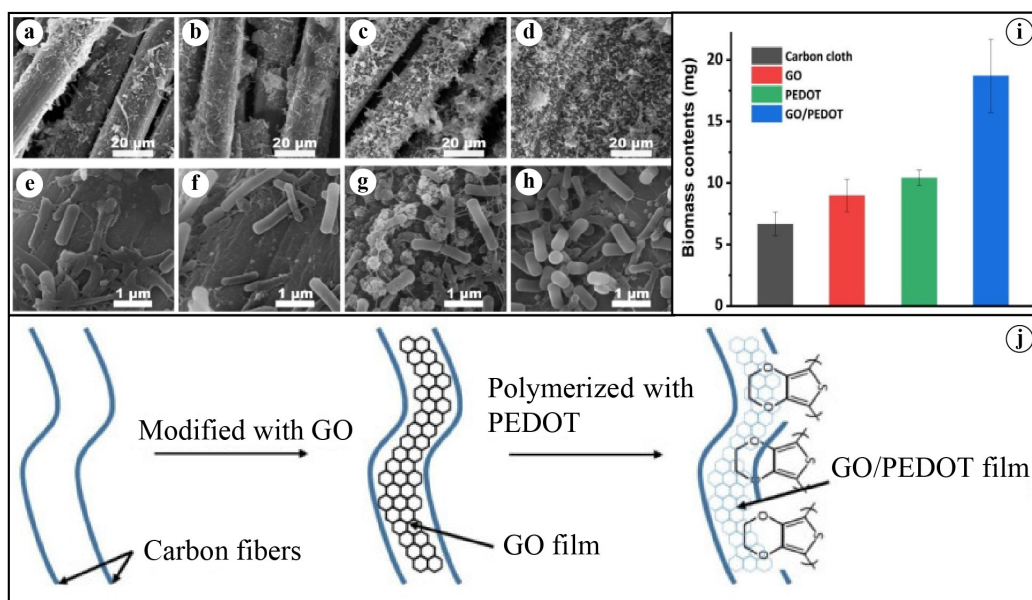 a
b
c
d
20 µm
20 µm
20 µm
20 µm
e
f
g
h
1 µm
1 µm
1 µm
1 µm
i
Biomass contents (mg)
20
15
10
5
0
Carbon cloth
GO
PEDOT
GO/PEDOT
j
Modified with GO
Polymerized with
PEDOT
Carbon fibers
GO film
GO/PEDOT film
O
S
O
O
S
O
O
S
O